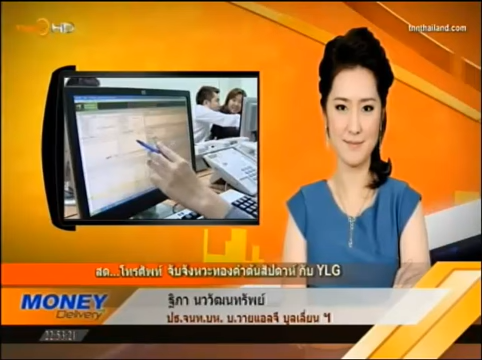 HD
tnnthailand.com
สด...โทรศัพท์ จับจังหวะทองคำต้นสัปดาห์ กับ YLG
MONEY
Delivery
ฐิภา นววัฒนทรัพย์
ปธ.จนท.บห. บ.วายแอลจี บูลเลี่ยน ฯ